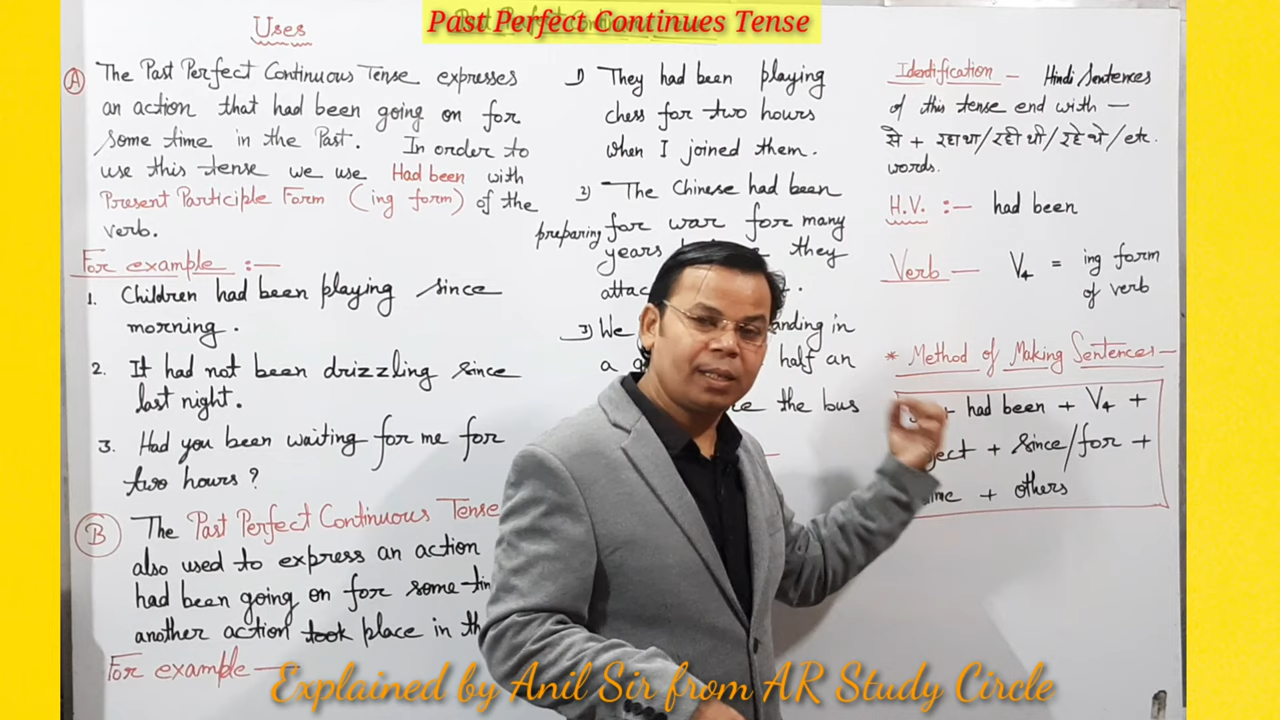 Past Perfect Continues Tense
Uses
A The Past Perfect Continuous Tense expresses
an action that had been going on for
some time in the Past. In order to
use this tense we use Had been with
Present Participle Form (ing form) of the
verb.
For example :-
1. Children had been playing since
morning.
2. It had not been drizzling since
last night.
3. Had you been waiting for me for
two hours?
B The Past Perfect Continuous Tense
also used to express an action
had been going on for some
another action took place in
For example -
1) They had been playing
chess for two hours
when I joined them.
2) The Chinese had been
preparing for war for many
years they
3) We in
a half an
the bus
Identification - Hindi Sentences
of this tense end with -
से + रहा था/रही थी/रहे थे/etc.
words.
H.V. :- had been
Verb - V4 = ing form
of verb
* Method of Making Sentences -
+ had been + V4 +
+ since/for +
+ others
Explained by Anil Sir from AR Study Circle